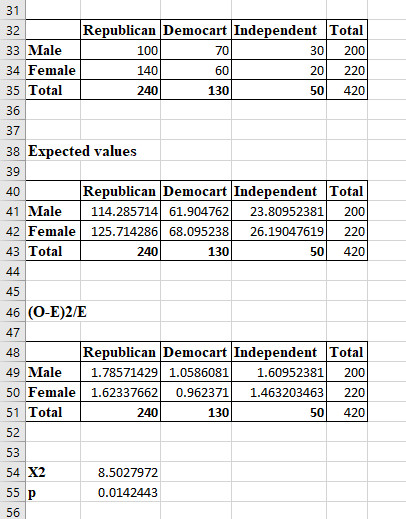 31
32 Republican Democart Independent Total
33 Male 100 70 30 200
34 Female 140 60 20 220
35 Total 240 130 50 420
36
37
38 Expected values
39
40 Republican Democart Independent Total
41 Male 114.285714 61.904762 23.80952381 200
42 Female 125.714286 68.095238 26.19047619 220
43 Total 240 130 50 420
44
45
46 (O-E)2/E
47
48 Republican Democart Independent Total
49 Male 1.78571429 1.0586081 1.60952381 200
50 Female 1.62337662 0.962371 1.463203463 220
51 Total 240 130 50 420
52
53
54 X2 8.5027972
55 p 0.0142443
56